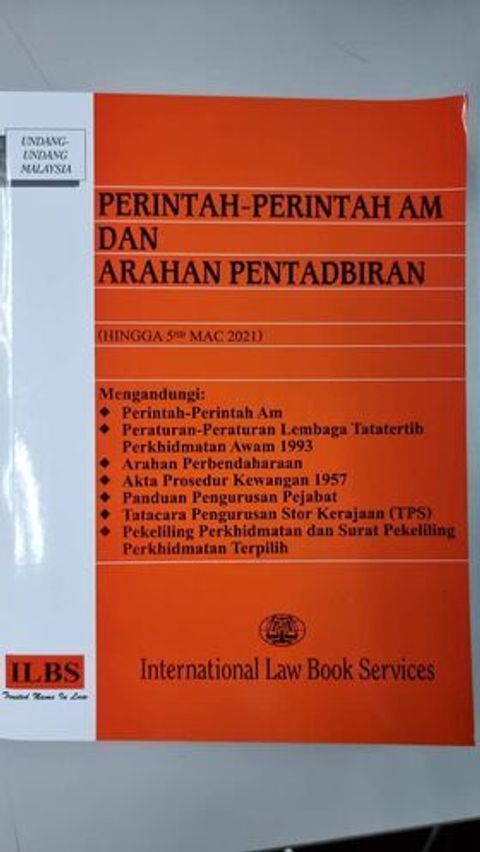 UNDANG-
UNDANG
MALAYSIA
PERINTAH-PERINTAH AM
DAN
ARAHAN PENTADBIRAN
(HINGGA 5HB MAC 2021)
Mengandungi:
◆ Perintah-Perintah Am
◆ Peraturan-Peraturan Lembaga Tatatertib
Perkhidmatan Awam 1993
◆ Arahan Perbendaharaan
◆ Akta Prosedur Kewangan 1957
◆ Panduan Pengurusan Pejabat
◆ Tatacara Pengurusan Stor Kerajaan (TPS)
◆ Pekeliling Perkhidmatan dan Surat Pekeliling
Perkhidmatan Terpilih
International Law Book Services
ILBS
Trusted Name In Law